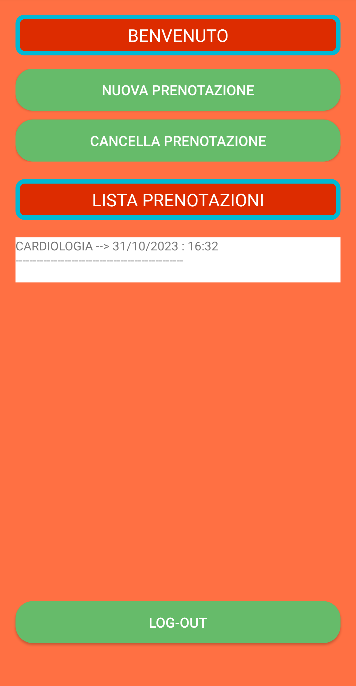 BENVENUTO
NUOVA PRENOTAZIONE
CANCELLA PRENOTAZIONE
LISTA PRENOTAZIONI
CARDIOLOGIA --> 31/10/2023 : 16:32
------------------------------------------
LOG-OUT